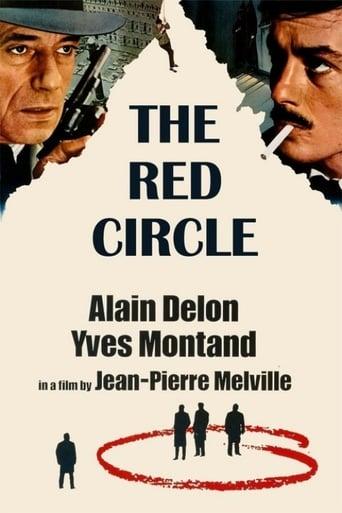 THE
RED
CIRCLE
Alain Delon
Yves Montand
in a film by Jean-Pierre Melville